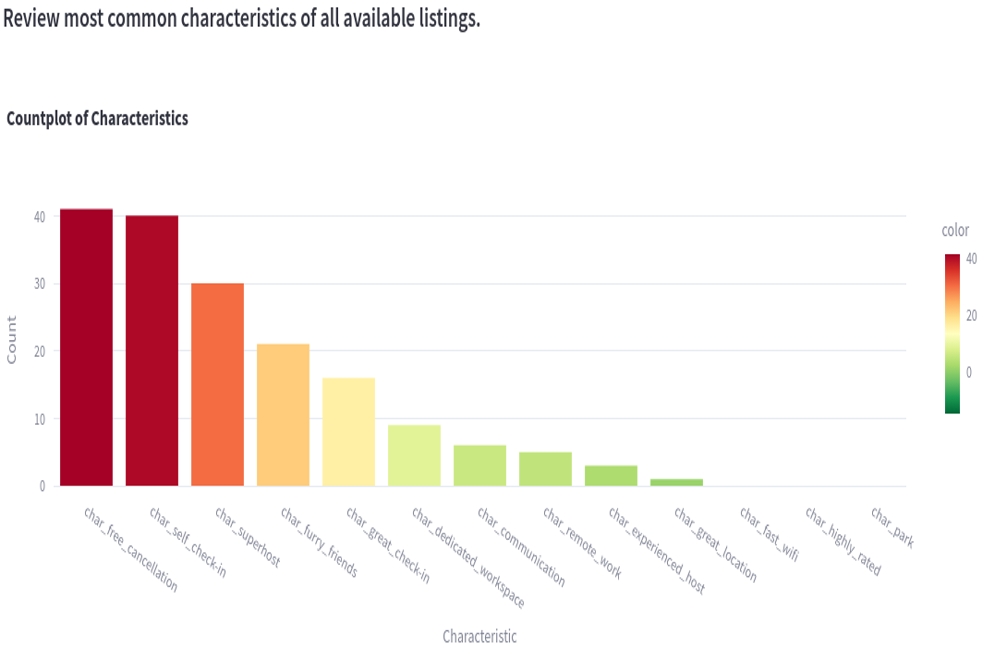 Review most common characteristics of all available listings.
Countplot of Characteristics
color
40
20
0
Count
40
30
20
10
0
char_free_cancellation
char_self_check-in
char_superhost
char_furry_friends
char_great_check-in
char_dedicated_workspace
char_communication
char_remote_work
char_experienced_host
char_great_location
char_fast_wifi
char_highly_rated
char_park
Characteristic